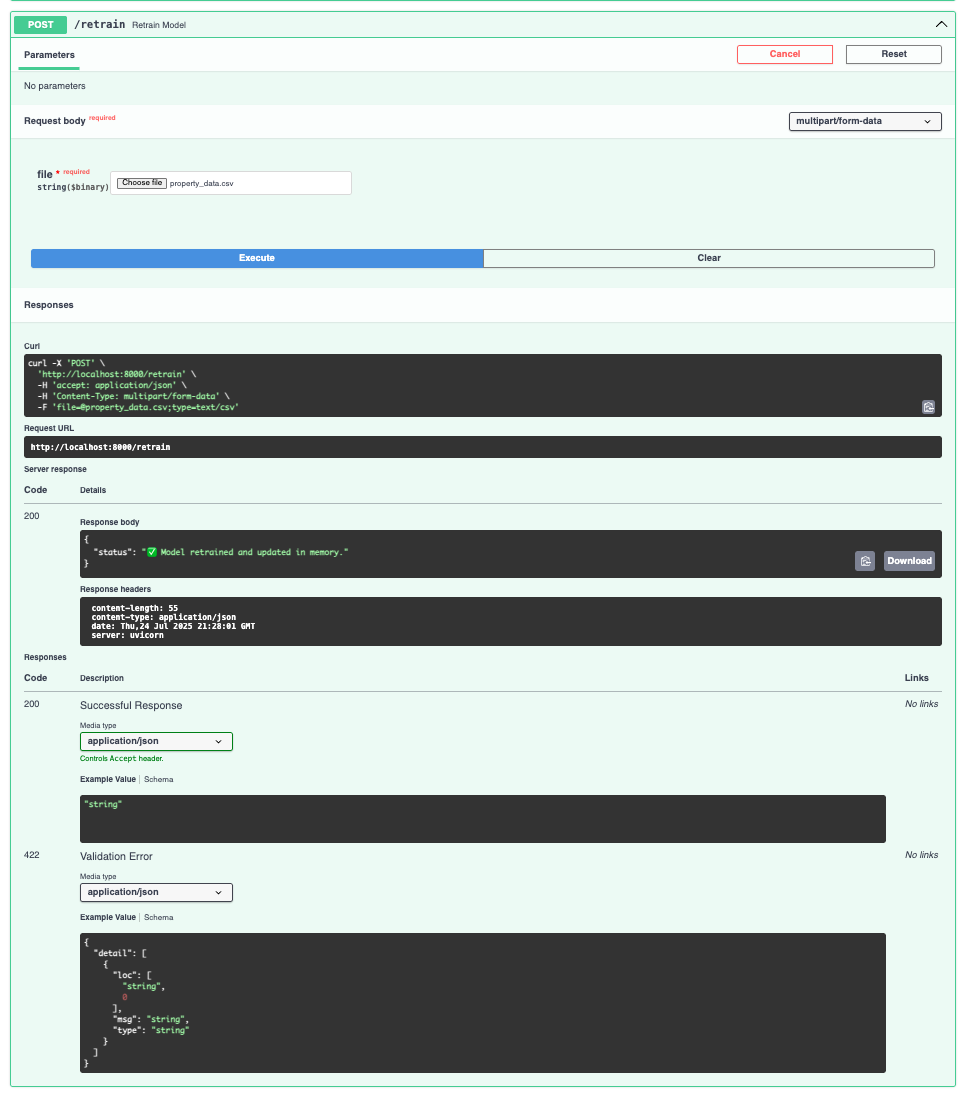 POST /retrain Retrain Model
Parameters
Cancel
Reset
No parameters
Request body required
multipart/form-data
file * required
string($binary)
Choose file property_data.csv
Execute
Clear
Responses
Curl
curl -X 'POST' \
'http://localhost:8000/retrain' \
-H 'accept: application/json' \
-H 'Content-Type: multipart/form-data' \
-F 'file=@property_data.csv;type=text/csv'
Request URL
http://localhost:8000/retrain
Server response
Code Details
200
Response body
{
"status": "✅ Model retrained and updated in memory."
}
Download
Response headers
content-length: 55
content-type: application/json
date: Thu,24 Jul 2025 21:28:01 GMT
server: uvicorn
Responses
Code Description Links
200 Successful Response No links
Media type
application/json
Controls Accept header.
Example Value Schema
"string"
422 Validation Error No links
Media type
application/json
Example Value Schema
{
"detail": [
{
"loc": [
"string",
0
],
"msg": "string",
"type": "string"
}
]
}